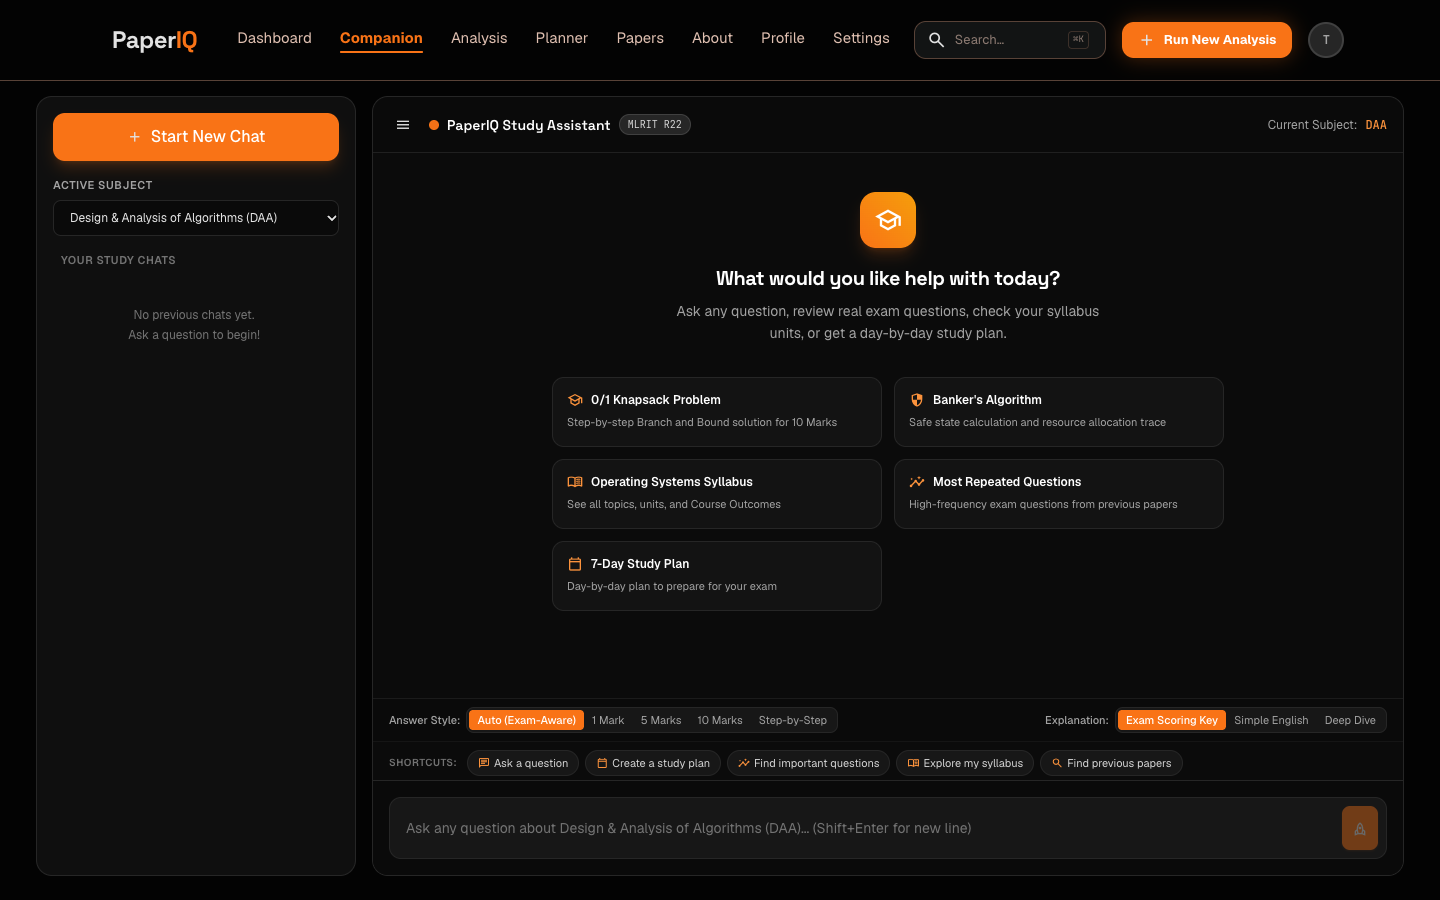 PaperIQ
Dashboard
Companion
Analysis
Planner
Papers
About
Profile
Settings
Search...
⌘K
Run New Analysis
T
Start New Chat
ACTIVE SUBJECT
Design & Analysis of Algorithms (DAA)
YOUR STUDY CHATS
No previous chats yet.
Ask a question to begin!
PaperIQ Study Assistant
MLRIT R22
Current Subject: DAA
What would you like help with today?
Ask any question, review real exam questions, check your syllabus
units, or get a day-by-day study plan.
0/1 Knapsack Problem
Step-by-step Branch and Bound solution for 10 Marks
Banker's Algorithm
Safe state calculation and resource allocation trace
Operating Systems Syllabus
See all topics, units, and Course Outcomes
Most Repeated Questions
High-frequency exam questions from previous papers
7-Day Study Plan
Day-by-day plan to prepare for your exam
Answer Style: Auto (Exam-Aware) 1 Mark 5 Marks 10 Marks Step-by-Step
Explanation: Exam Scoring Key Simple English Deep Dive
SHORTCUTS: Ask a question Create a study plan Find important questions Explore my syllabus Find previous papers
Ask any question about Design & Analysis of Algorithms (DAA)... (Shift+Enter for new line)